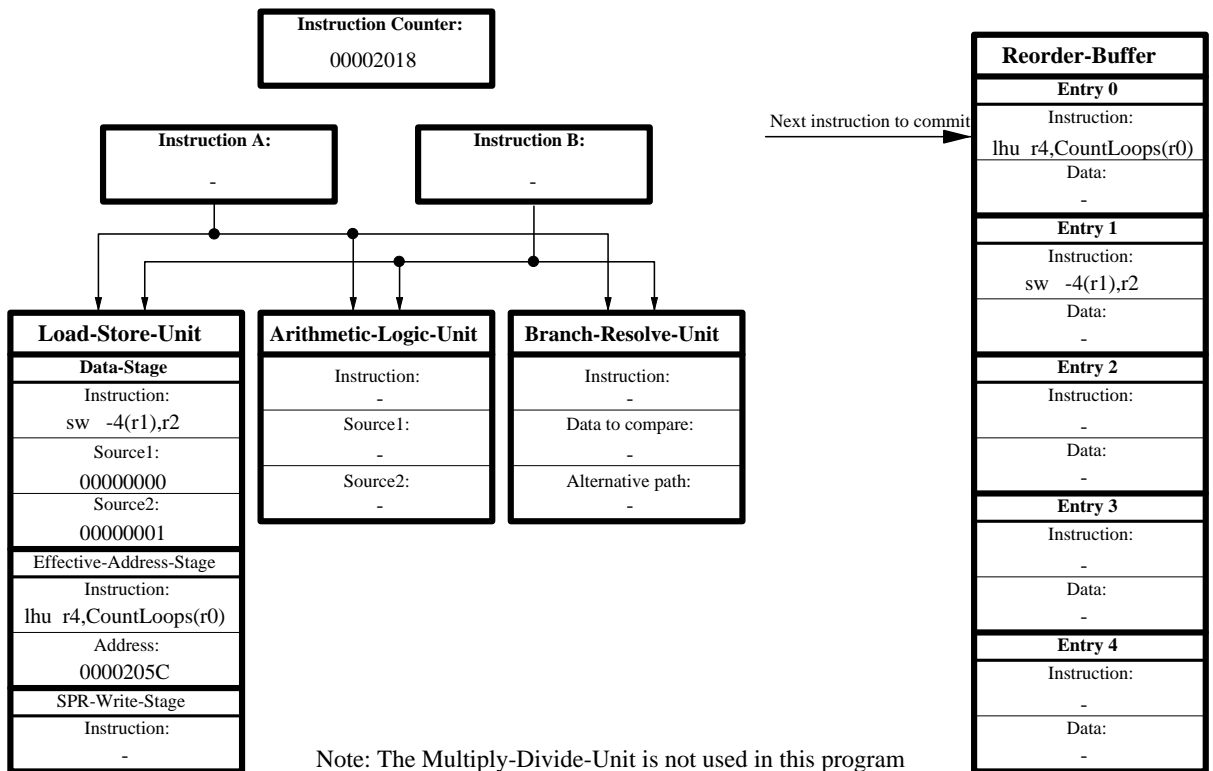 Instruction Counter:
00002018
Instruction A:
-
Instruction B:
-
Next instruction to commit
Load-Store-Unit
Data-Stage
Instruction:
sw -4(r1),r2
Source1:
00000000
Source2:
00000001
Effective-Address-Stage
Instruction:
lhu r4,CountLoops(r0)
Address:
0000205C
SPR-Write-Stage
Instruction:
-
Arithmetic-Logic-Unit
Instruction:
-
Source1:
-
Source2:
-
Branch-Resolve-Unit
Instruction:
-
Data to compare:
-
Alternative path:
-
Reorder-Buffer
Entry 0
Instruction:
lhu r4,CountLoops(r0)
Data:
-
Entry 1
Instruction:
sw -4(r1),r2
Data:
-
Entry 2
Instruction:
-
Data:
-
Entry 3
Instruction:
-
Data:
-
Entry 4
Instruction:
-
Data:
-
Note: The Multiply-Divide-Unit is not used in this program